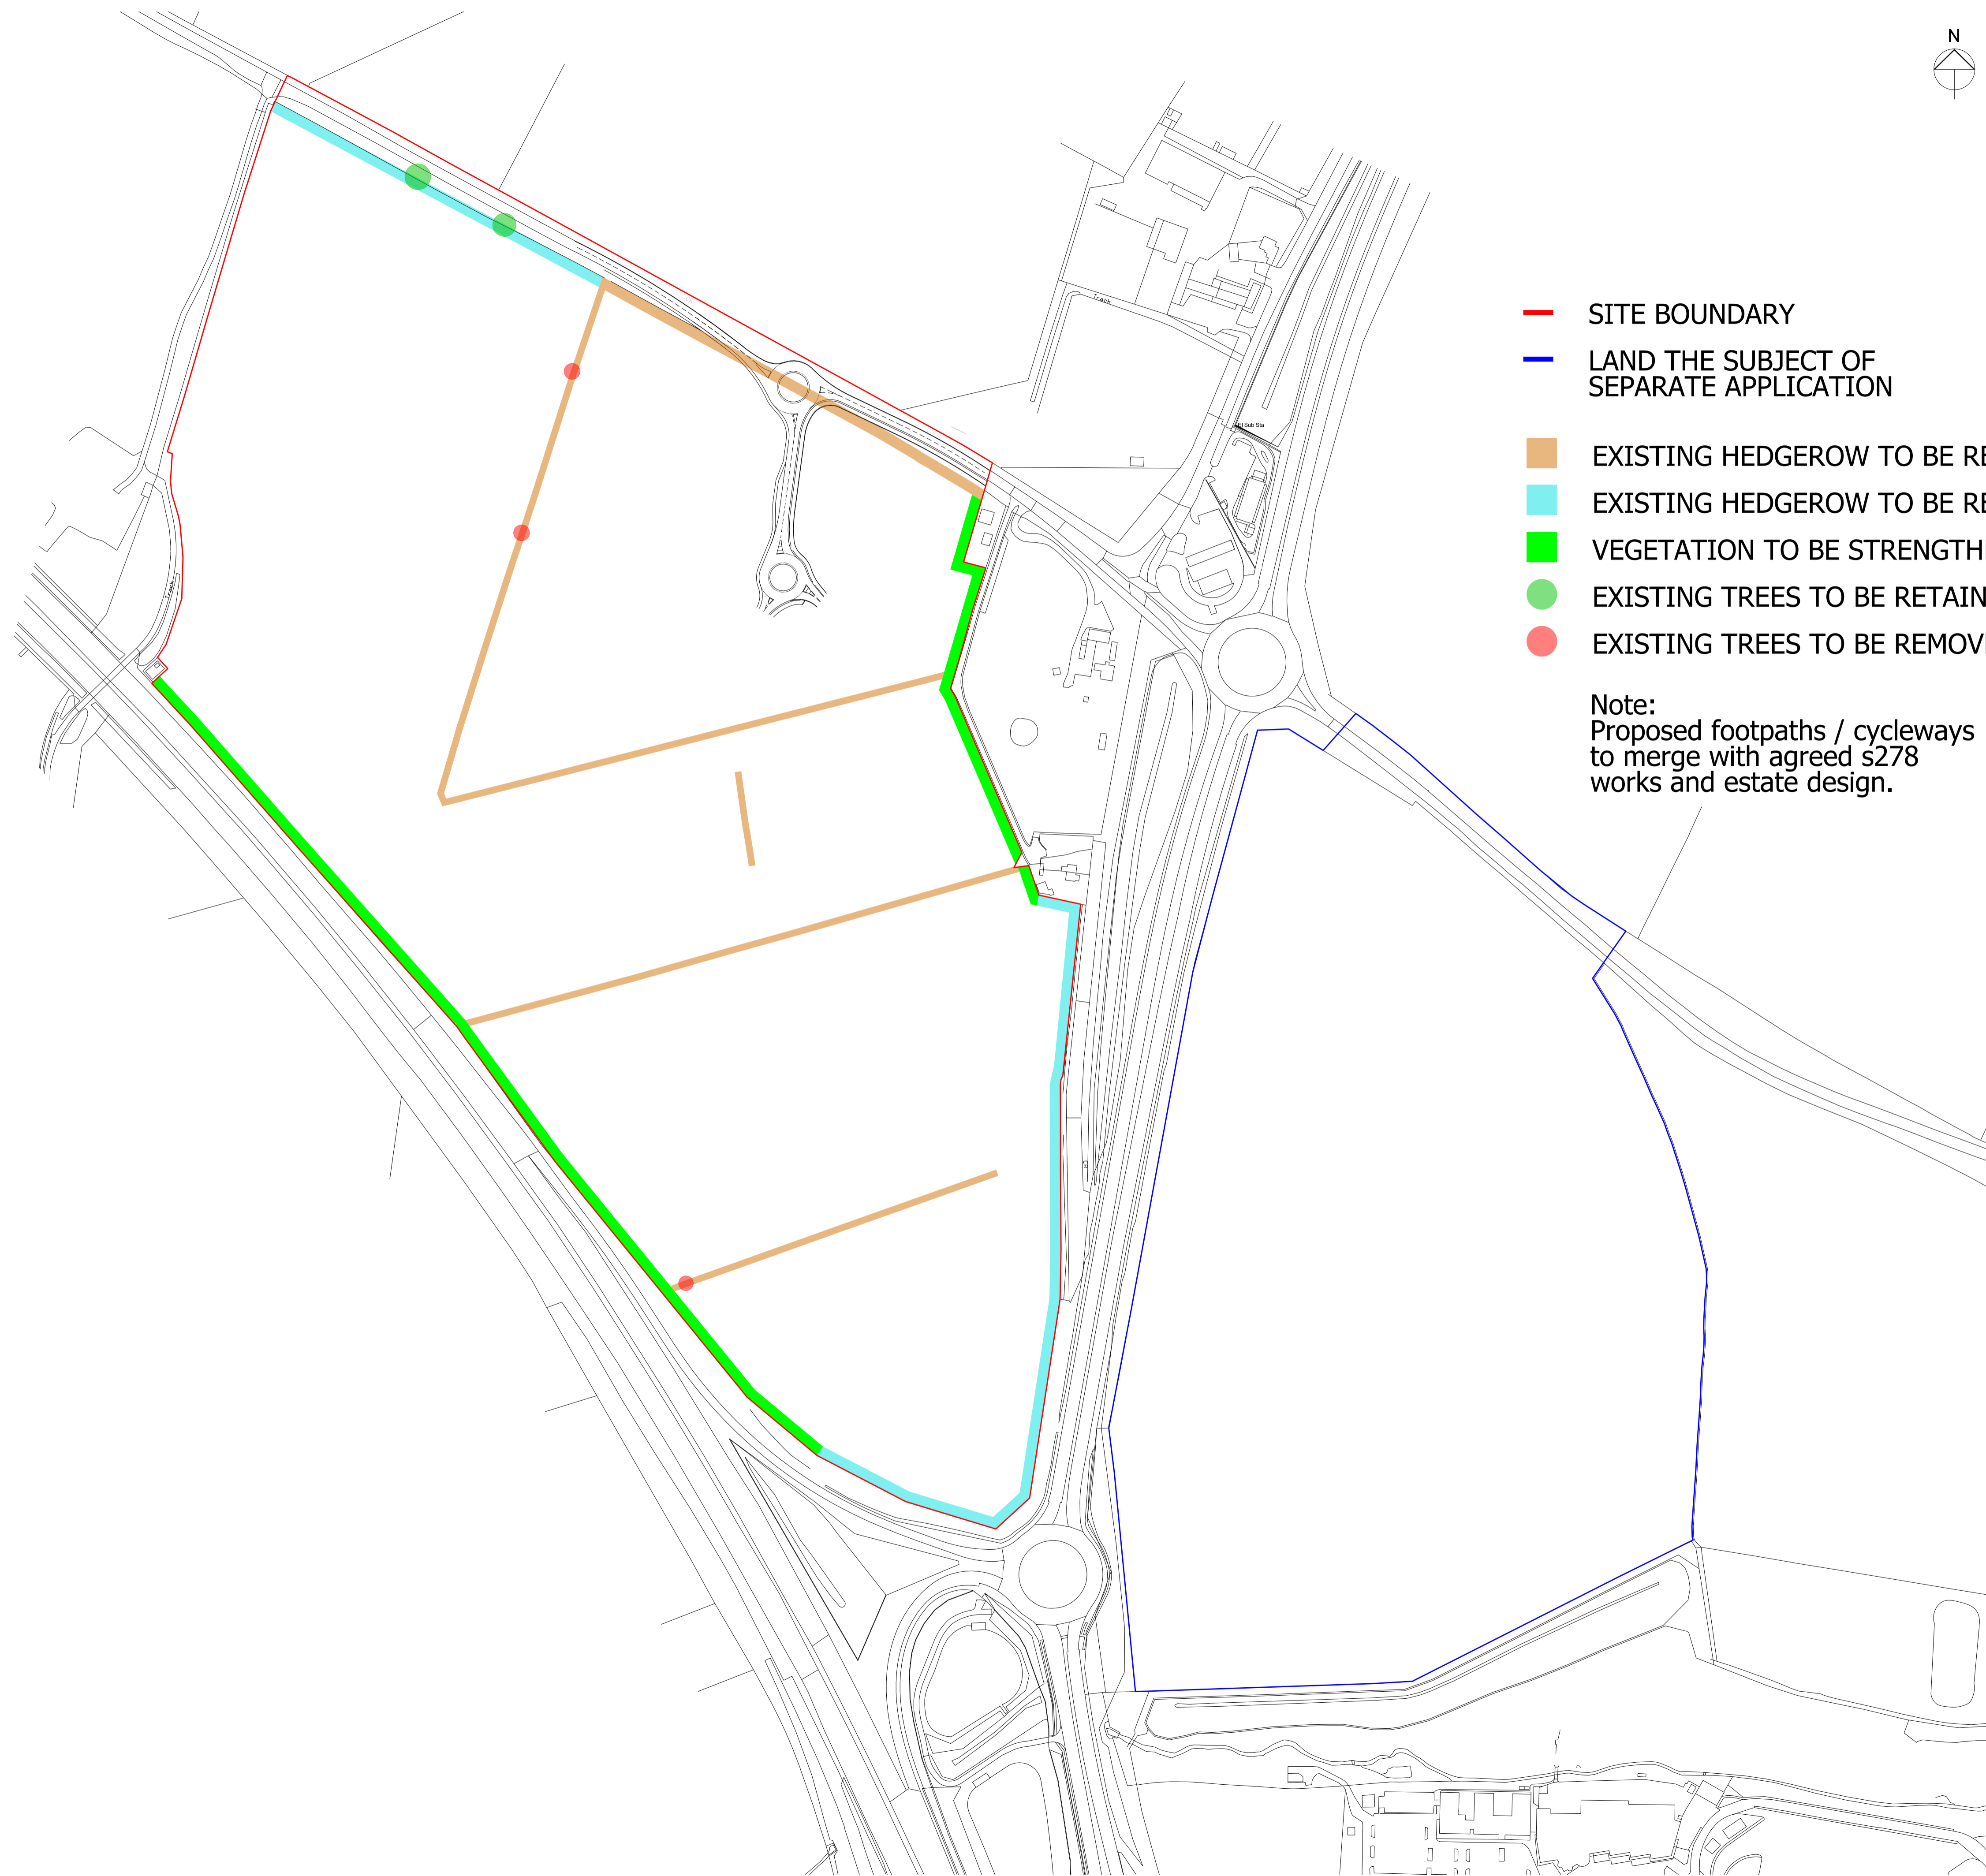 N
Track
El Sub Sta
Track
SITE BOUNDARY
LAND THE SUBJECT OF
SEPARATE APPLICATION
EXISTING HEDGEROW TO BE RE
EXISTING HEDGEROW TO BE RE
VEGETATION TO BE STRENGTH
EXISTING TREES TO BE RETAIN
EXISTING TREES TO BE REMOV
Note:
Proposed footpaths / cycleways
to merge with agreed s278
works and estate design.